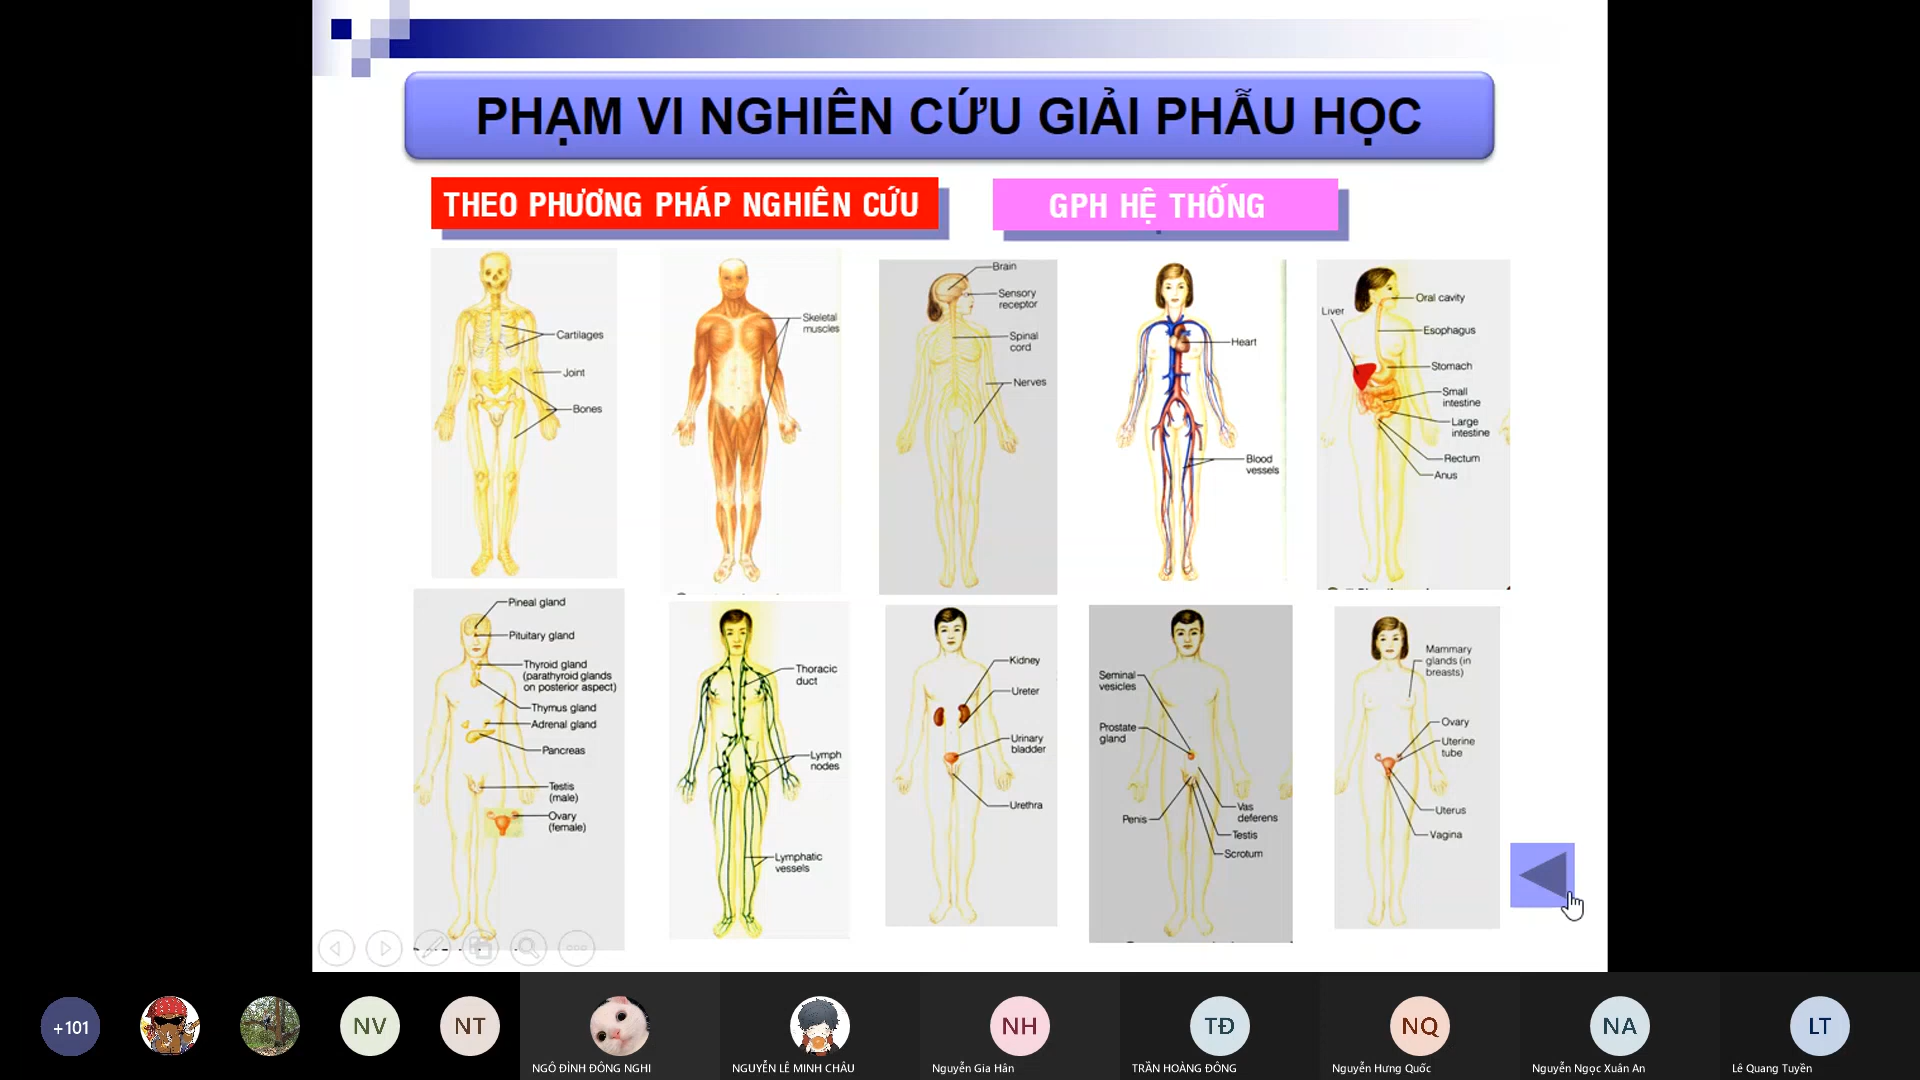 PHẠM VI NGHIÊN CỨU GIẢI PHẪU HỌC
THEO PHƯƠNG PHÁP NGHIÊN CỨU
GPH HỆ THỐNG
Cartilages
Joint
Bones
Skeletal
muscles
Brain
Sensory
receptor
Spinal
cord
Nerves
Heart
Blood
vessels
Oral cavity
Liver
Esophagus
Stomach
Small
intestine
Large
intestine
Rectum
Anus
Pineal gland
Pituitary gland
Thyroid gland
(parathyroid glands
on posterior aspect)
Thymus gland
Adrenal gland
Pancreas
Testis
(male)
Ovary
(female)
Thoracic
duct
Lymph
nodes
Lymphatic
vessels
Kidney
Ureter
Urinary
bladder
Urethra
Seminal
vesicles
Prostate
gland
Penis
Vas
deferens
Testis
Scrotum
Mammary
glands (in
breasts)
Ovary
Uterine
tube
Uterus
Vagina
+101
NV
NT
NH
TĐ
NQ
NA
LT
NGÔ ĐÌNH ĐÔNG NGHI
NGUYỄN LÊ MINH CHÂU
Nguyễn Gia Hân
TRẦN HOÀNG ĐÔNG
Nguyễn Hưng Quốc
Nguyễn Ngọc Xuân An
Lê Quang Tuyền